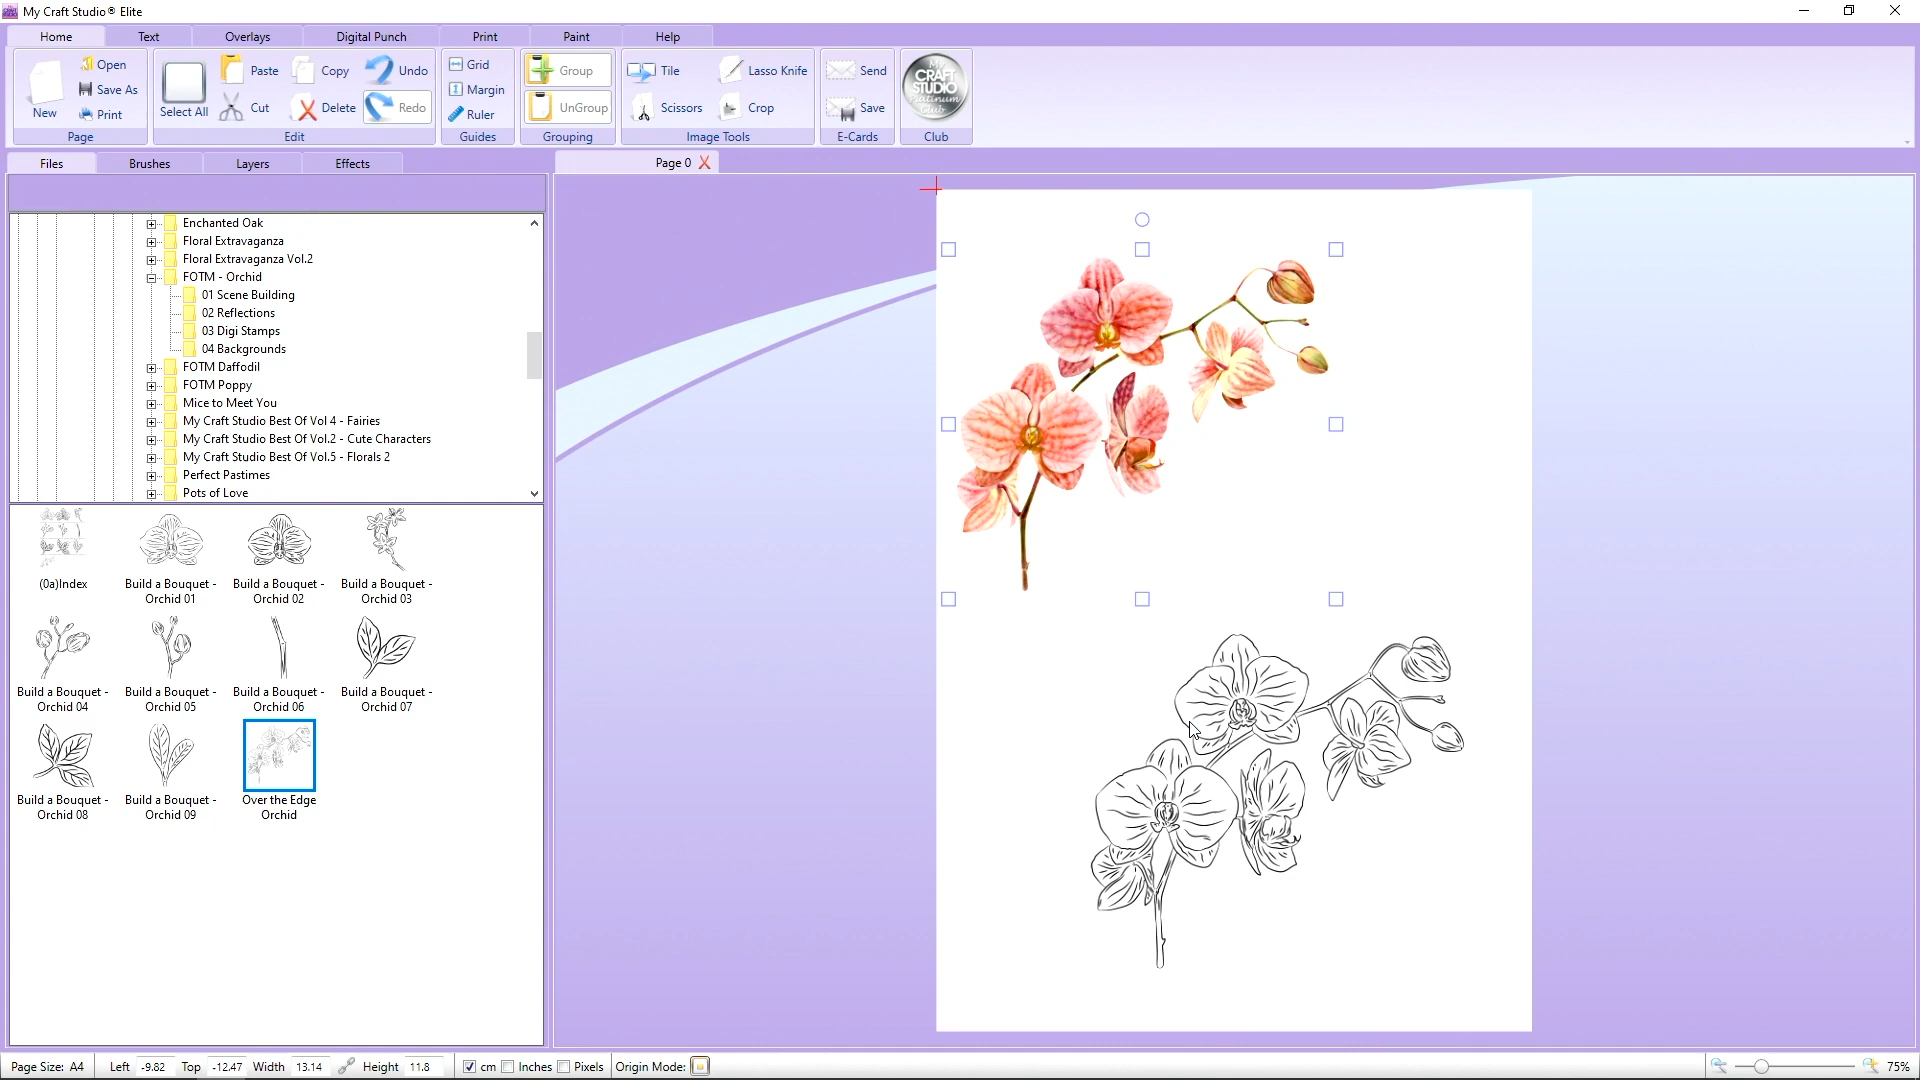 My Craft Studio® Elite
Home Text Overlays Digital Punch Print Paint Help
New Open Save As Print Page
Select All Paste Copy Undo Cut Delete Redo Edit
Grid Margin Ruler Guides
Group UnGroup Grouping
Tile Lasso Knife Scissors Crop Image Tools
Send Save E-Cards
MY CRAFT STUDIO Platinum Club Club
Files Brushes Layers Effects Page 0
Enchanted Oak
Floral Extravaganza
Floral Extravaganza Vol.2
FOTM - Orchid
01 Scene Building
02 Reflections
03 Digi Stamps
04 Backgrounds
FOTM Daffodil
FOTM Poppy
Mice to Meet You
My Craft Studio Best Of Vol 4 - Fairies
My Craft Studio Best Of Vol.2 - Cute Characters
My Craft Studio Best Of Vol.5 - Florals 2
Perfect Pastimes
Pots of Love
(0a)Index
Build a Bouquet -
Orchid 01
Build a Bouquet -
Orchid 02
Build a Bouquet -
Orchid 03
Build a Bouquet -
Orchid 04
Build a Bouquet -
Orchid 05
Build a Bouquet -
Orchid 06
Build a Bouquet -
Orchid 07
Build a Bouquet -
Orchid 08
Build a Bouquet -
Orchid 09
Over the Edge
Orchid
Page Size: A4 Left -9.82 Top -12.47 Width 13.14 Height 11.8 cm Inches Pixels Origin Mode: 75%